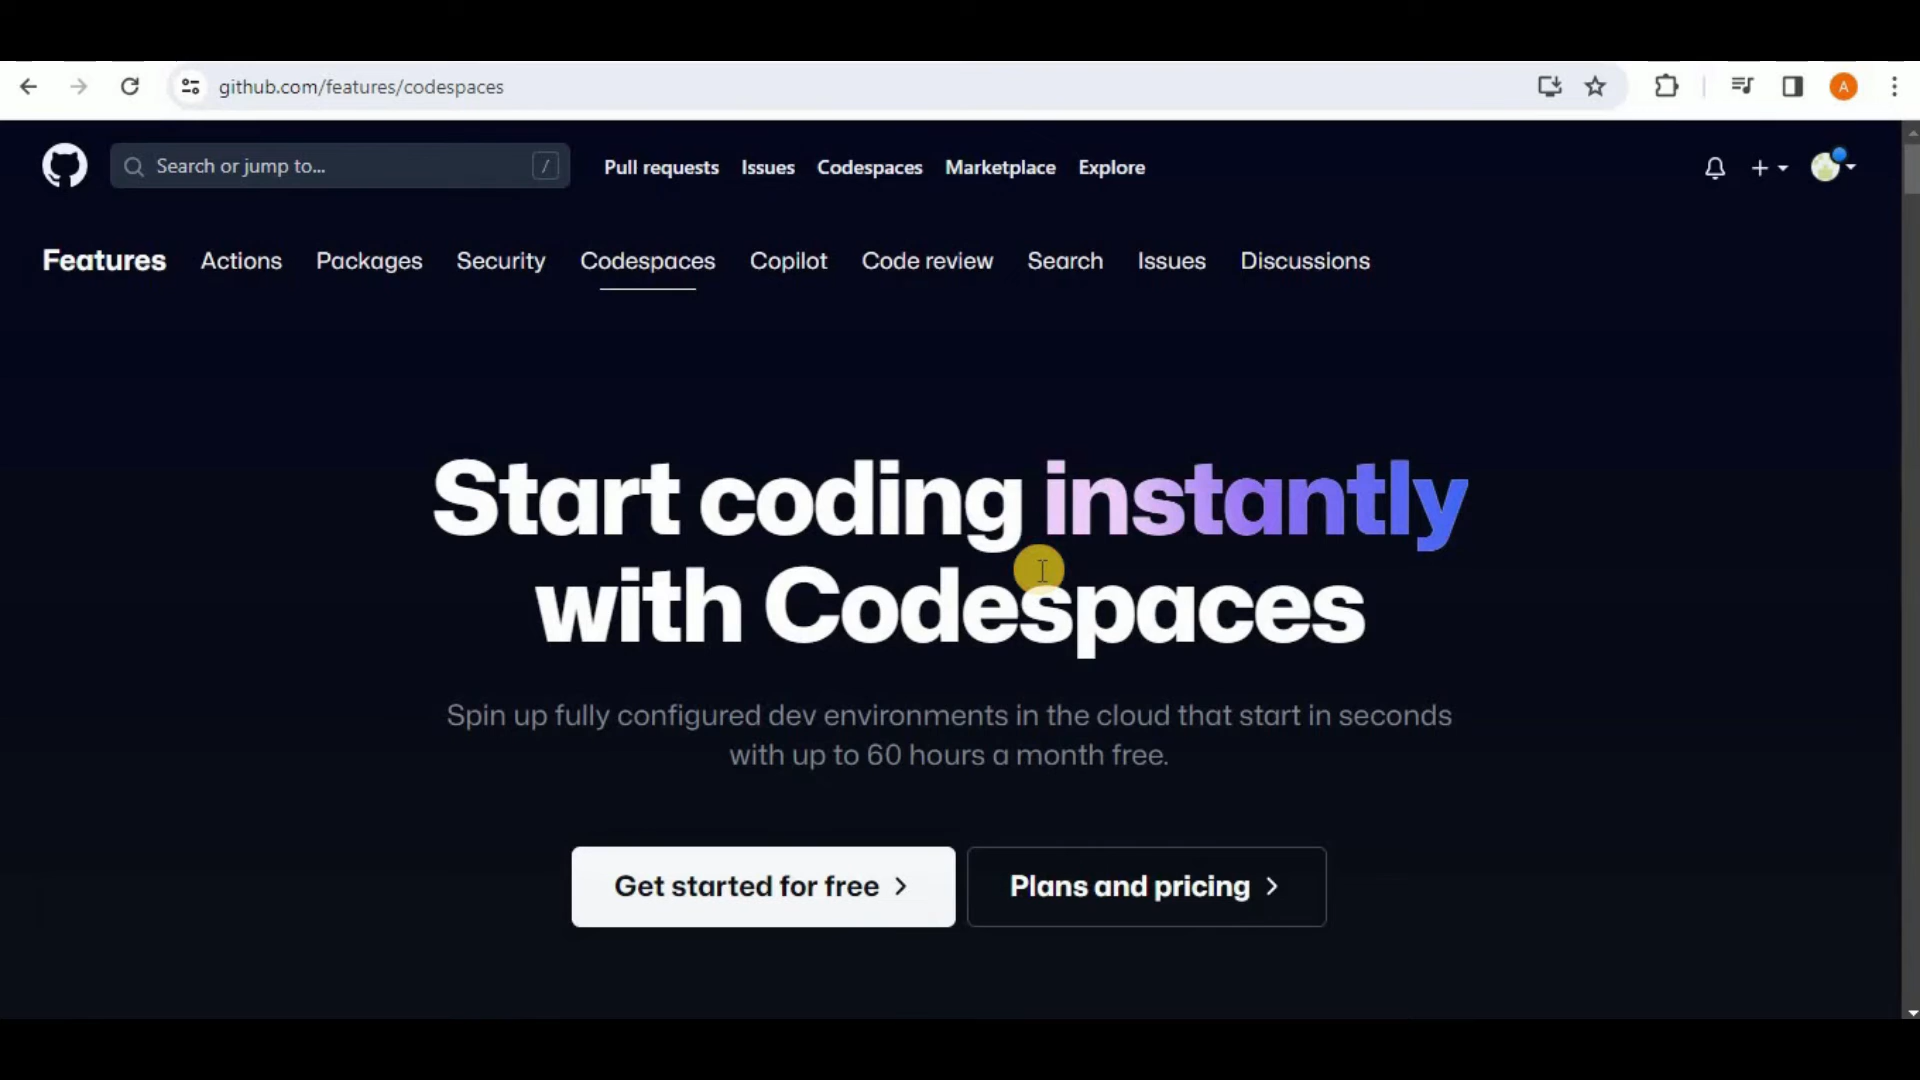 github.com/features/codespaces
A
Search or jump to... /
Pull requests Issues Codespaces Marketplace Explore
Features Actions Packages Security Codespaces Copilot Code review Search Issues Discussions
Start coding instantly
with Codespaces
Spin up fully configured dev environments in the cloud that start in seconds
with up to 60 hours a month free.
Get started for free
Plans and pricing